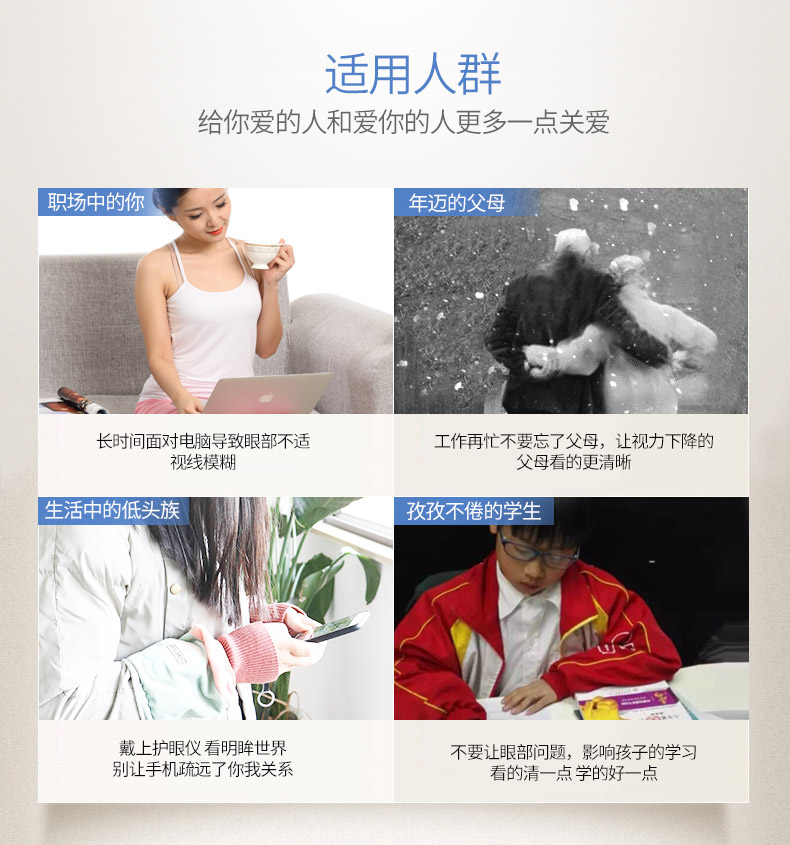 适用人群
给你爱的人和爱你的人更多一点关爱
职场中的你
年迈的父母
长时间面对电脑导致眼部不适
视线模糊
工作再忙不要忘了父母，让视力下降的
父母看的更清晰
生活中的低头族
孜孜不倦的学生
戴上护眼仪 看明眸世界
别让手机疏远了你我关系
不要让眼部问题，影响孩子的学习
看的清一点 学的好一点